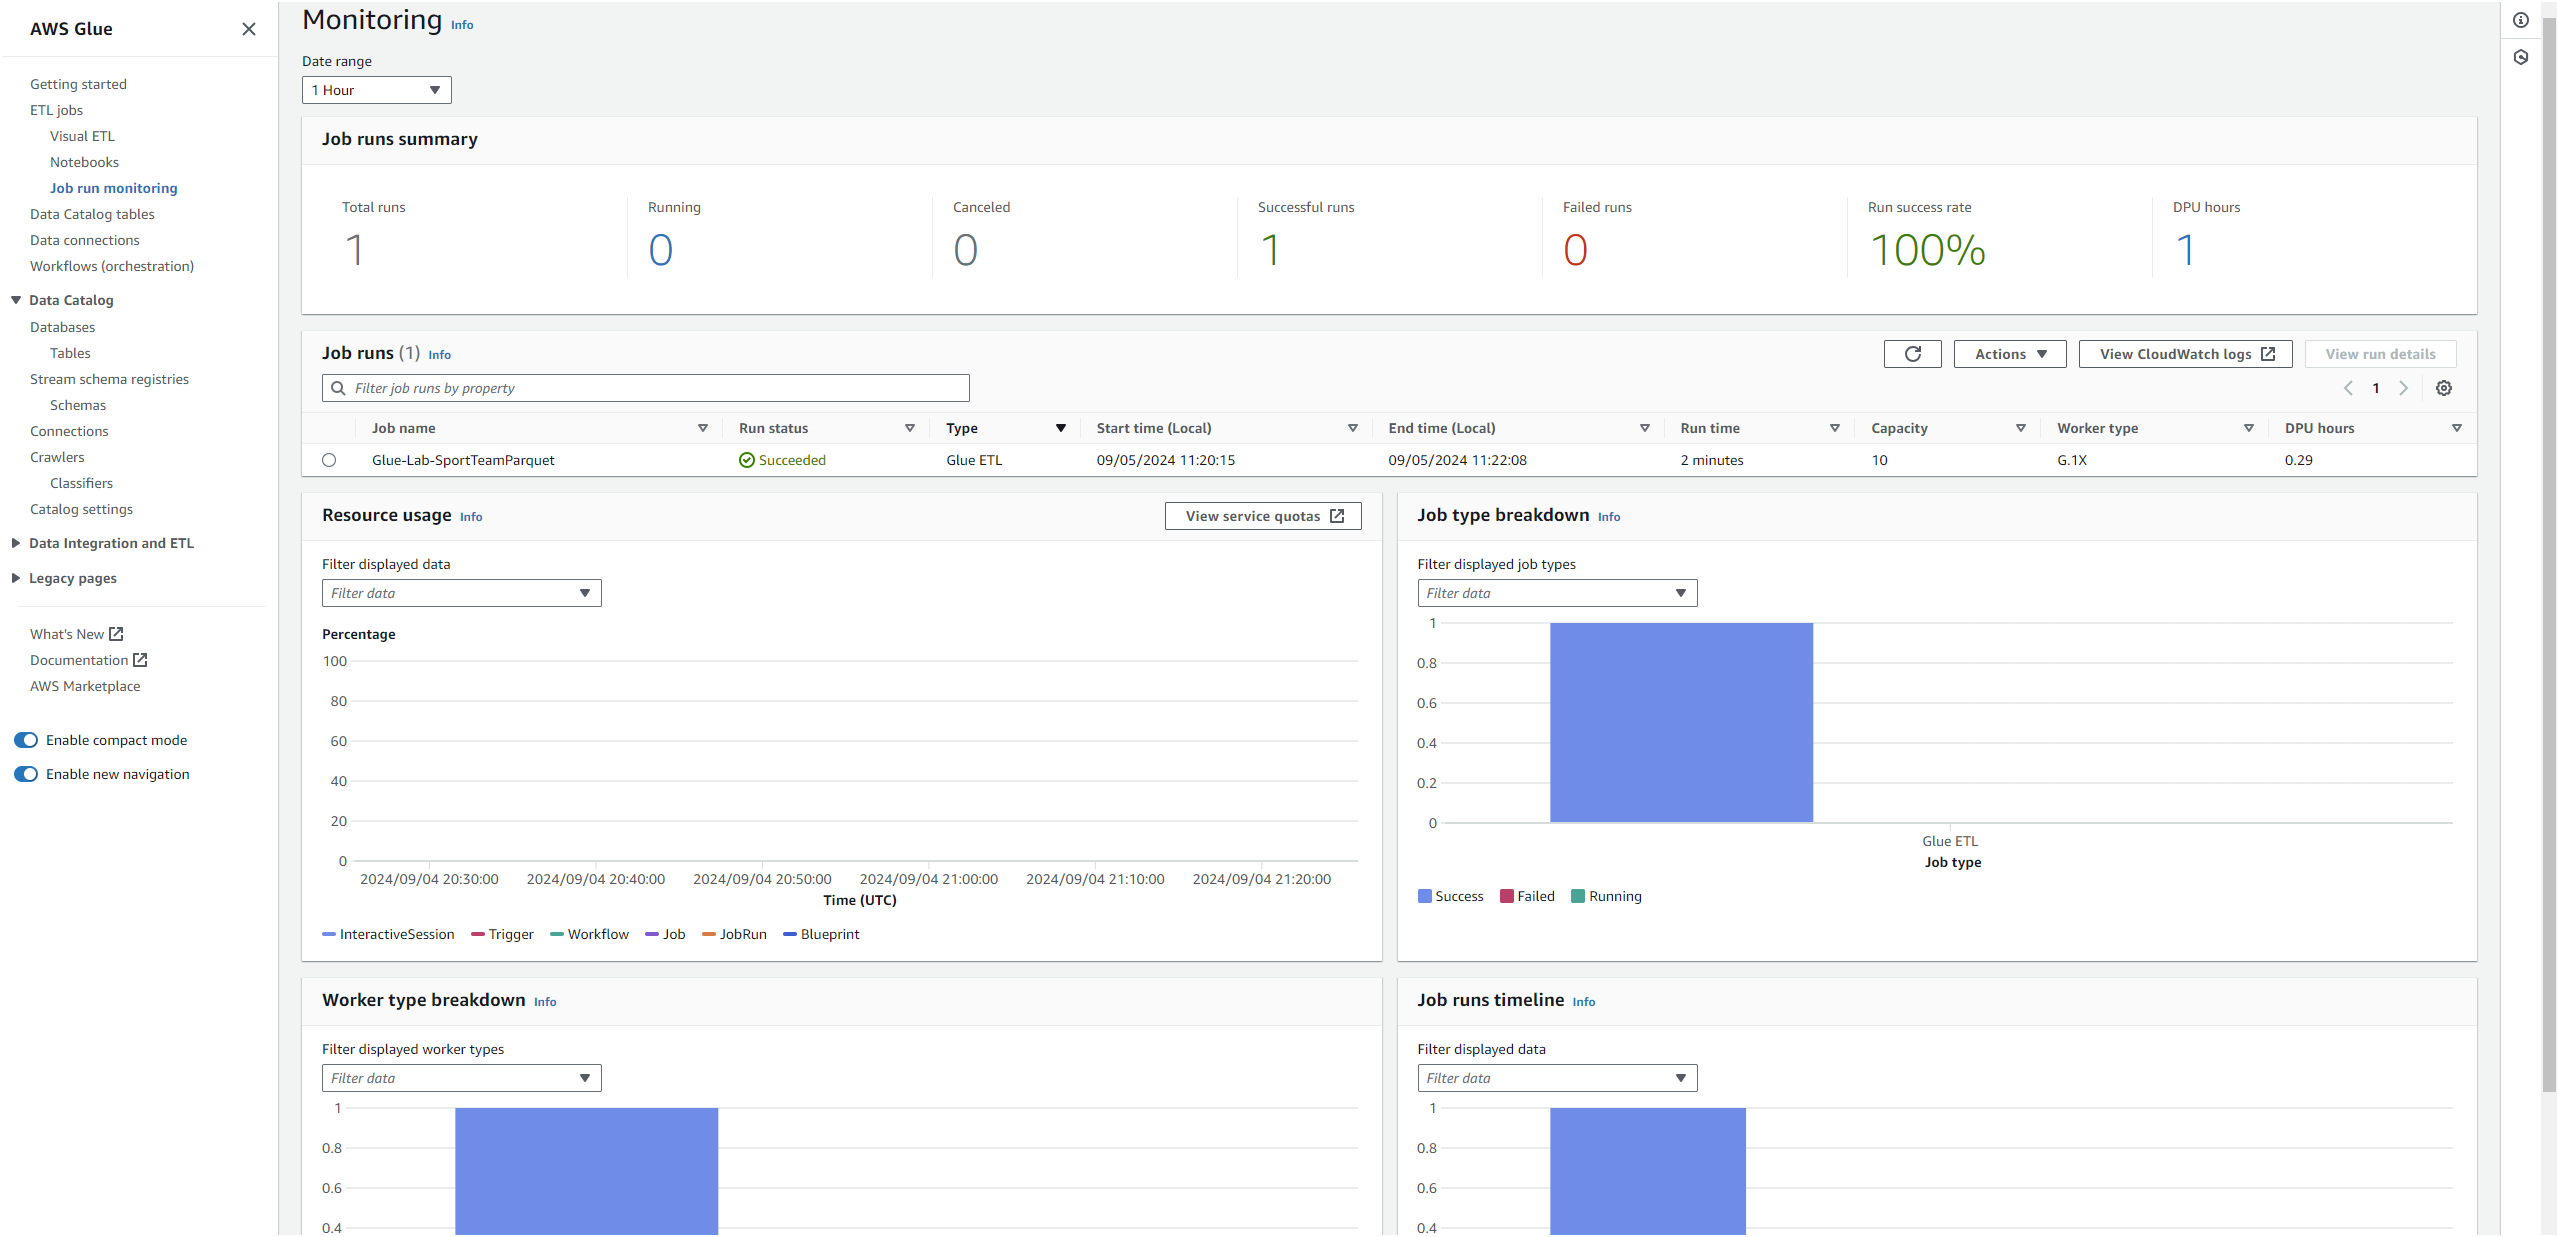 AWS Glue
Getting started
ETL jobs
Visual ETL
Notebooks
Job run monitoring
Data Catalog tables
Data connections
Workflows (orchestration)
Data Catalog
Databases
Tables
Stream schema registries
Schemas
Connections
Crawlers
Classifiers
Catalog settings
Data Integration and ETL
Legacy pages
What's New
Documentation
AWS Marketplace
Enable compact mode
Enable new navigation
Monitoring Info
Date range
1 Hour
Job runs summary
Total runs Running Canceled Successful runs Failed runs Run success rate DPU hours
1 0 0 1 0 100% 1
Job runs (1) Info Actions View CloudWatch logs View run details
Filter job runs by property 1
Job name Run status Type Start time (Local) End time (Local) Run time Capacity Worker type DPU hours
Glue-Lab-SportTeamParquet Succeeded Glue ETL 09/05/2024 11:20:15 09/05/2024 11:22:08 2 minutes 10 G.1X 0.29
Resource usage Info View service quotas
Filter displayed data
Filter data
Percentage
100
80
60
40
20
0
2024/09/04 20:30:00 2024/09/04 20:40:00 2024/09/04 20:50:00 2024/09/04 21:00:00 2024/09/04 21:10:00 2024/09/04 21:20:00
Time (UTC)
InteractiveSession Trigger Workflow Job JobRun Blueprint
Job type breakdown Info
Filter displayed job types
Filter data
1
0.8
0.6
0.4
0.2
0
Glue ETL
Job type
Success Failed Running
Worker type breakdown Info
Filter displayed worker types
Filter data
1
0.8
0.6
0.4
Job runs timeline Info
Filter displayed data
Filter data
1
0.8
0.6
0.4